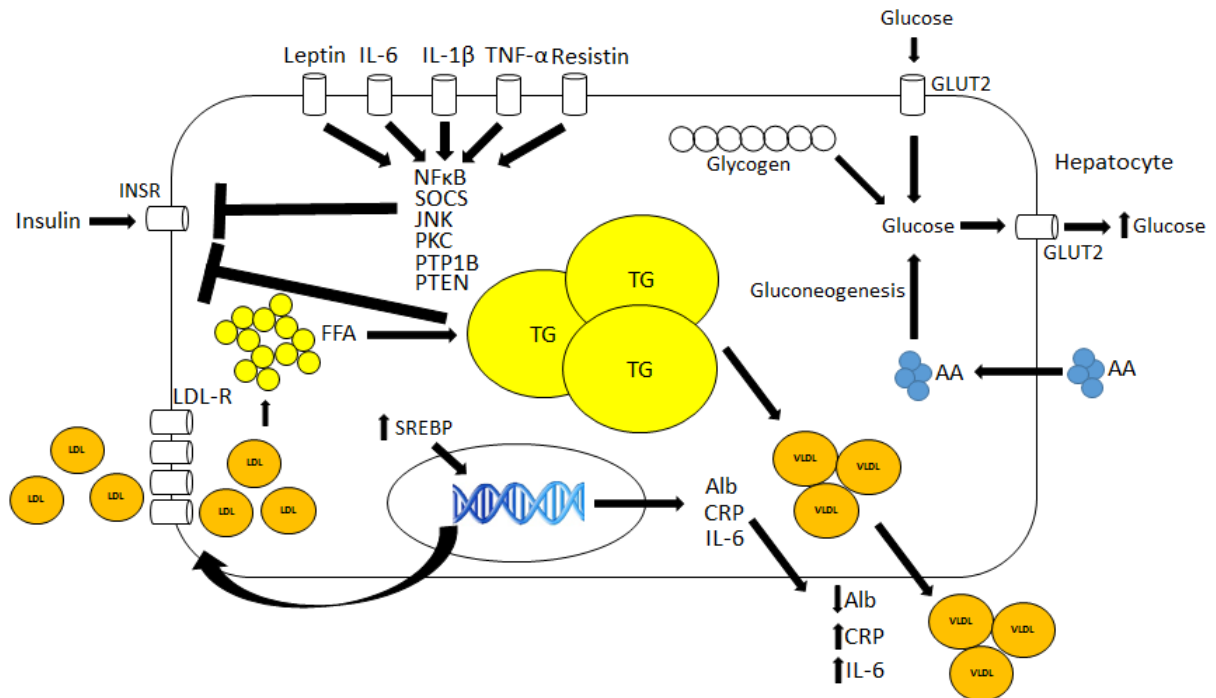 Glucose
Leptin IL-6 IL-1β TNF-α Resistin
GLUT2
Glycogen
Hepatocyte
NFκB
SOCS
JNK
PKC
PTP1B
PTEN
INSR
Insulin
Glucose
GLUT2
Glucose
TG
TG
TG
Gluconeogenesis
FFA
AA
AA
LDL-R
SREBP
LDL
LDL
LDL
LDL
LDL
LDL
VLDL
VLDL
VLDL
Alb
CRP
IL-6
Alb
CRP
IL-6
VLDL
VLDL
VLDL